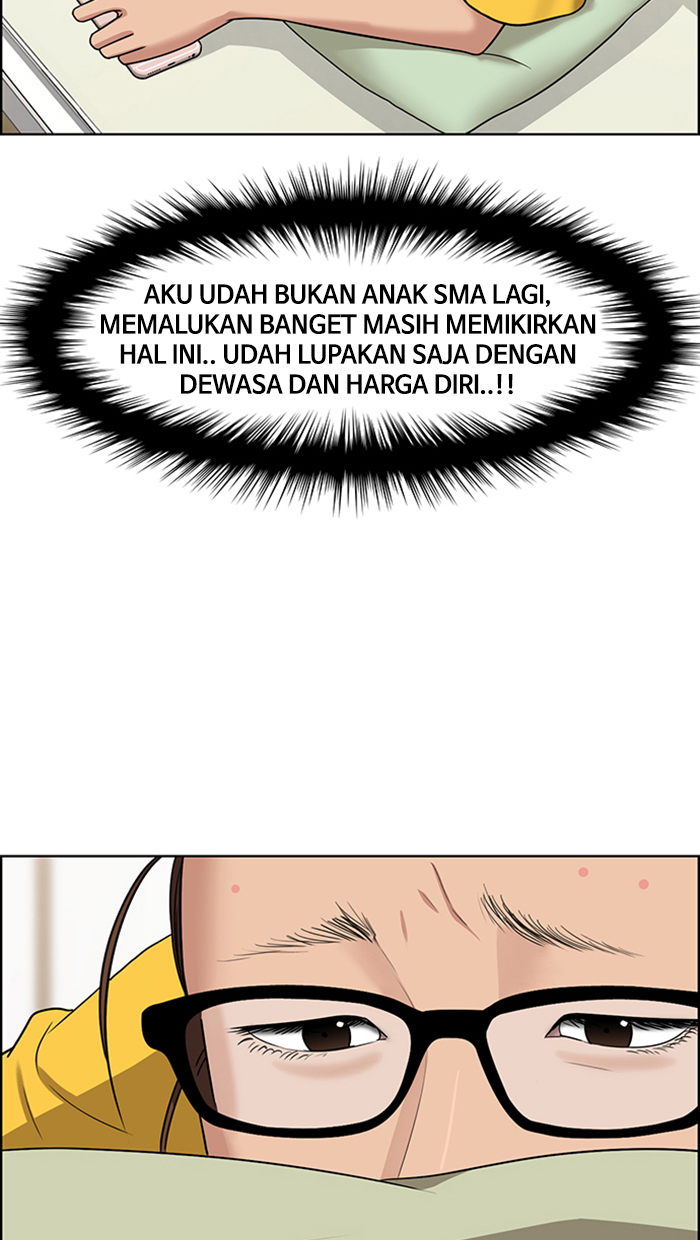 AKU UDAH BUKAN ANAK SMA LAGI,
MEMALUKAN BANGET MASIH MEMIKIRKAN
HAL INI.. UDAH LUPAKAN SAJA DENGAN
DEWASA DAN HARGA DIRI..!!